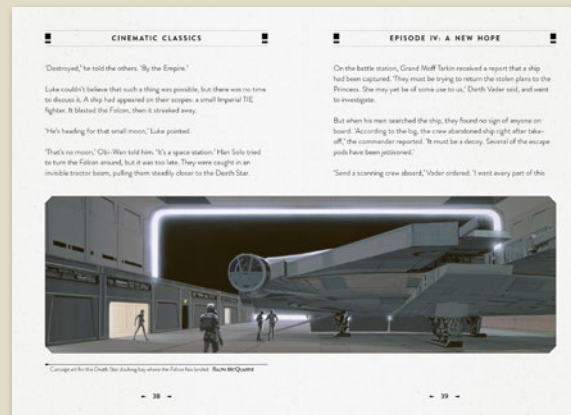 CINEMATIC CLASSICS
'Destroyed,' he told the others. 'By the Empire.'
Luke couldn't believe that such a thing was possible, but there was no time
to discuss it. A ship had appeared on their scopes: a small Imperial TIE
fighter. It blasted the Falcon, then it streaked away.
'He's heading for that small moon,' Luke pointed.
'That's no moon,' Obi-Wan told him. 'It's a space station.' Han Solo tried
to turn the Falcon around, but it was too late. They were caught in an
invisible tractor beam, pulling them steadily closer to the Death Star.
EPISODE IV: A NEW HOPE
On the battle station, Grand Moff Tarkin received a report that a ship
had been captured. 'They must be trying to return the stolen plans to the
Princess. She may yet be of some use to us,' Darth Vader said, and went
to investigate.
But when his men searched the ship, they found no sign of anyone on
board. 'According to the log, the crew abandoned ship right after take-
off,' the commander reported. 'It must be a decoy. Several of the escape
pods have been jettisoned.'
'Send a scanning crew aboard,' Vader ordered. 'I want every part of this
Concept art for the Death Star docking bay where the Falcon has landed. RALPH McQUARRIE
38
39